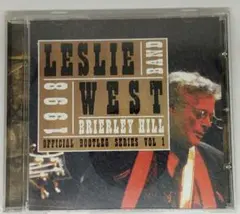 1998
LESLIE
WEST
BAND
BRIERLEY HILL
OFFICIAL BOOTLEG SERIES VOL 1